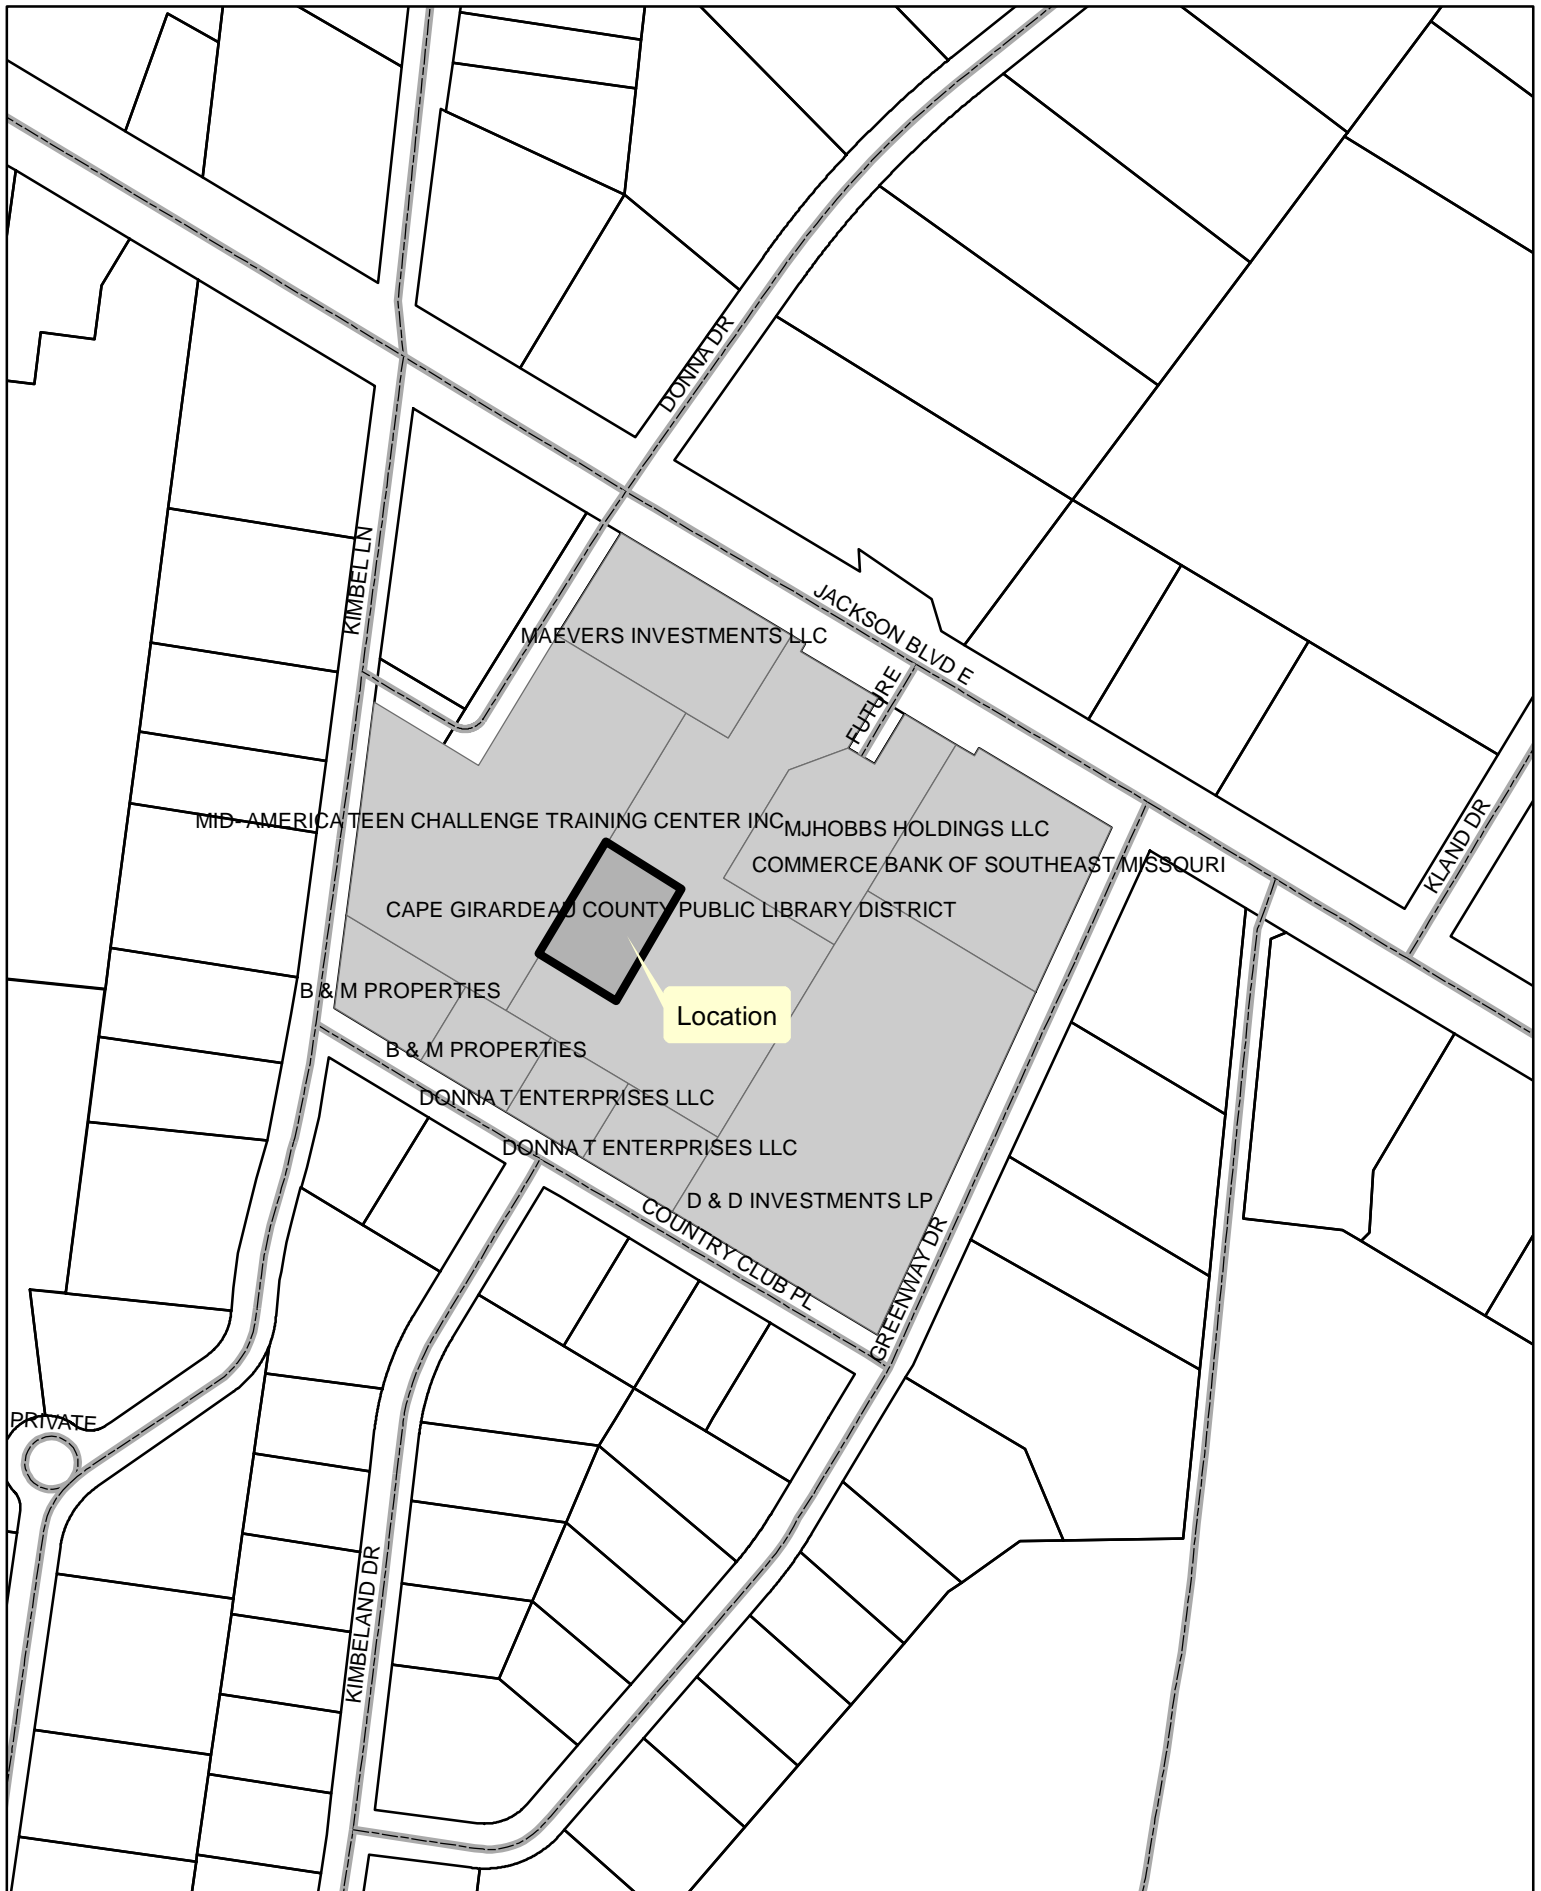 DONNA DR
KIMBEL LN
JACKSON BLVD E
MAEVERS INVESTMENTS LLC
FUTURE
KLAND DR
MID- AMERICA TEEN CHALLENGE TRAINING CENTER INC
MJHOBBS HOLDINGS LLC
COMMERCE BANK OF SOUTHEAST MISSOURI
CAPE GIRARDEAU COUNTY PUBLIC LIBRARY DISTRICT
B & M PROPERTIES
Location
B & M PROPERTIES
DONNA T ENTERPRISES LLC
DONNA T ENTERPRISES LLC
D & D INVESTMENTS LP
COUNTRY CLUB PL
GREENWAY DR
PRIVATE
KIMBELAND DR